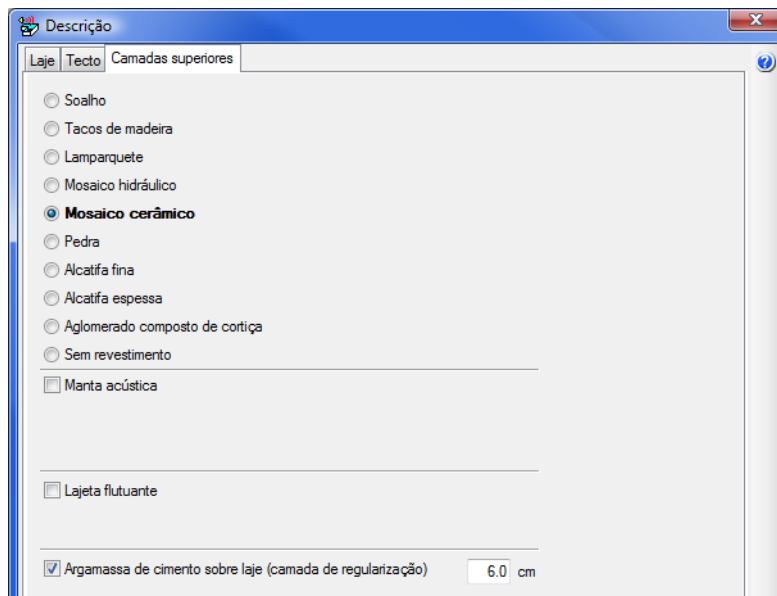 Descrição
Laje Tecto Camadas superiores
Soalho
Tacos de madeira
Lamparquete
Mosaico hidráulico
Mosaico cerâmico
Pedra
Alcatifa fina
Alcatifa espessa
Aglomerado composto de cortiça
Sem revestimento
Manta acústica
Lajeta flutuante
Argamassa de cimento sobre laje (camada de regularização) 6.0 cm